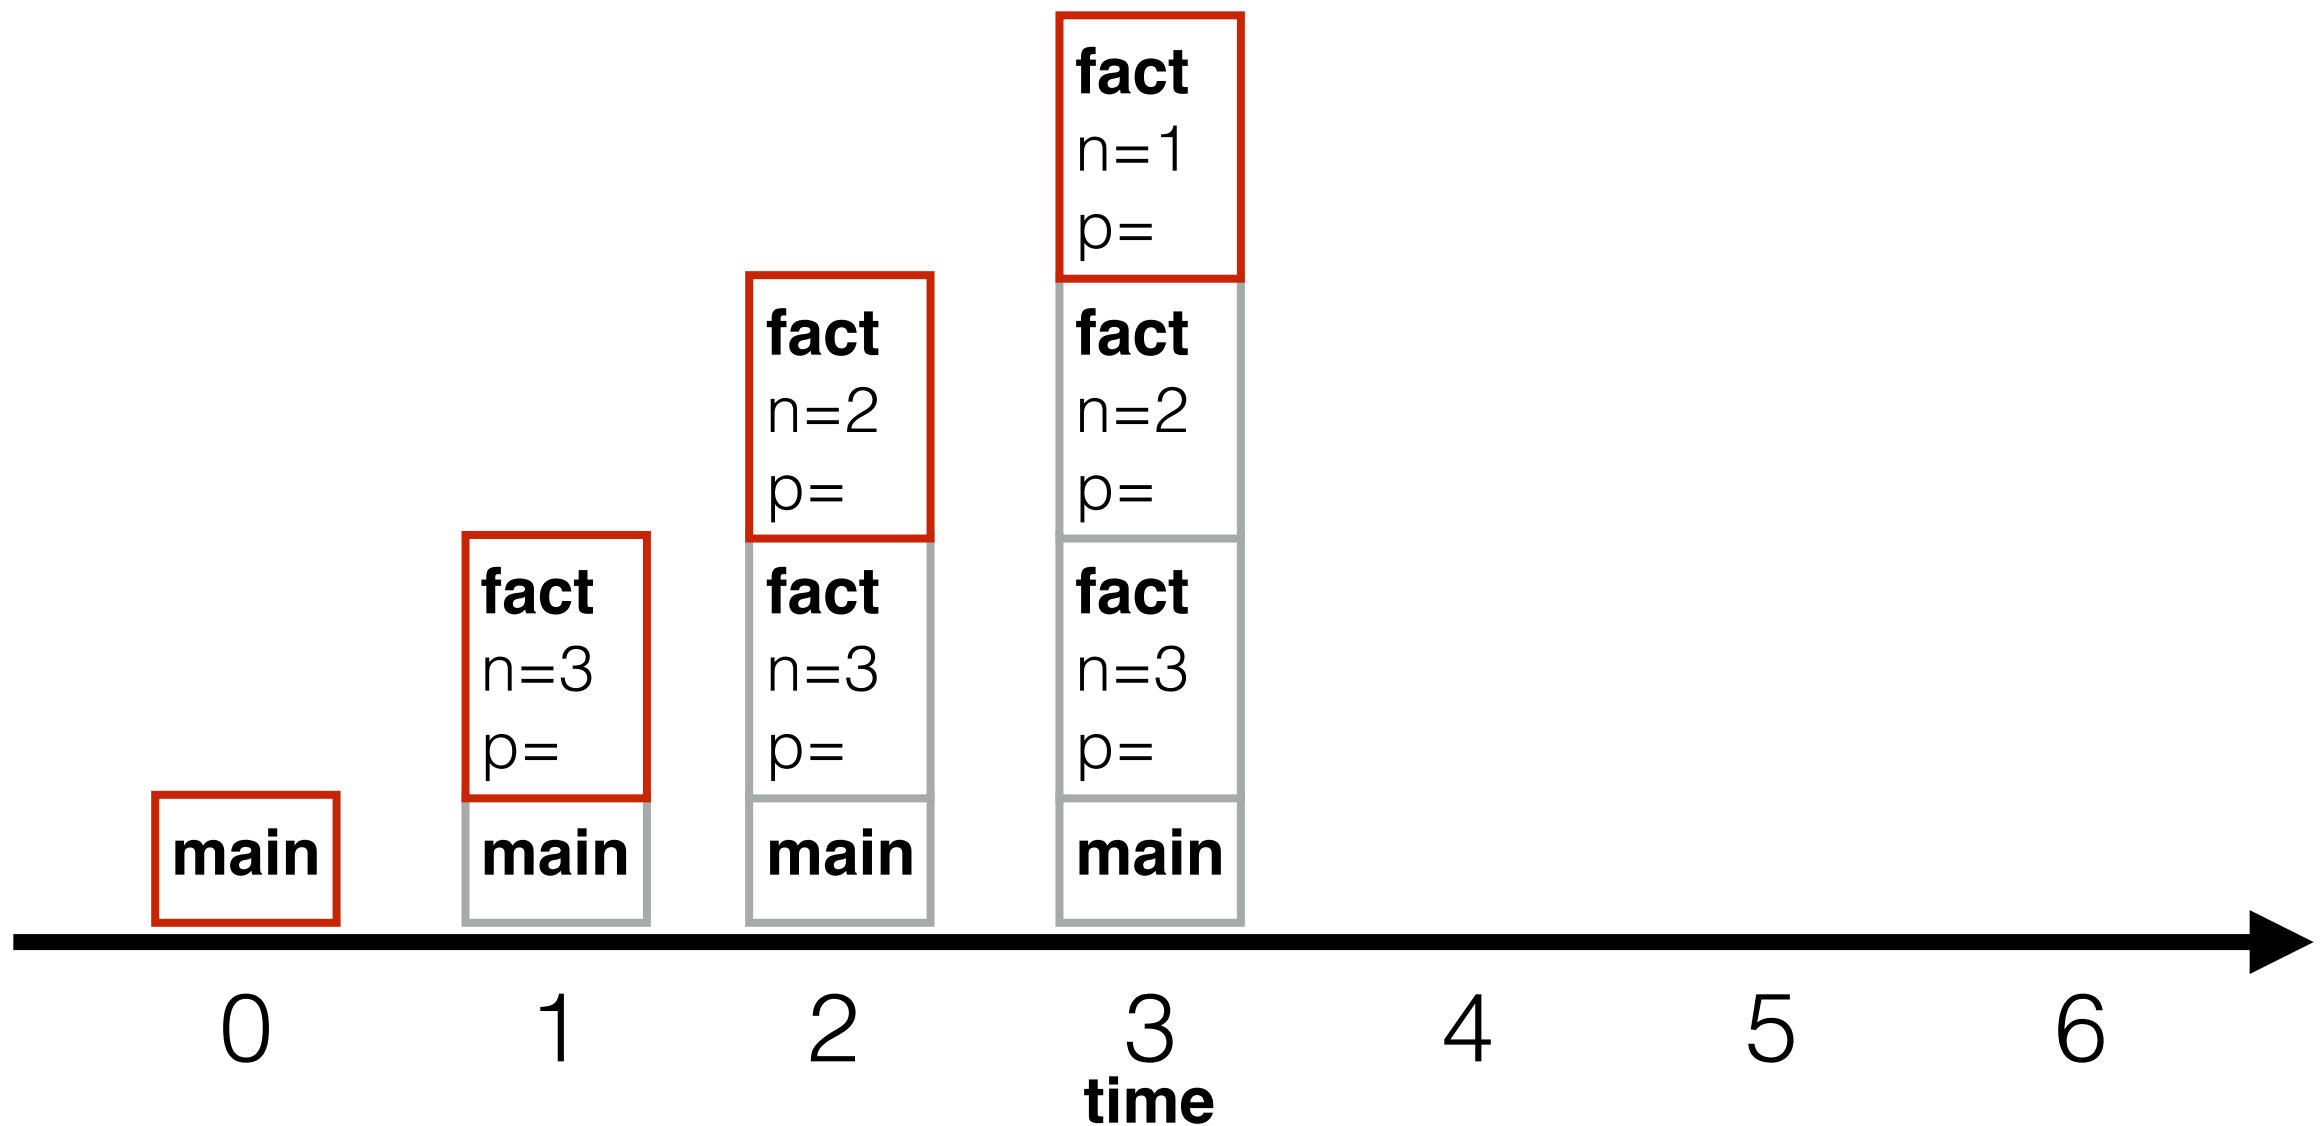 main
fact
n=3
p=
main
fact
n=2
p=
fact
n=3
p=
main
fact
n=1
p=
fact
n=2
p=
fact
n=3
p=
main
0 1 2 3 4 5 6
time